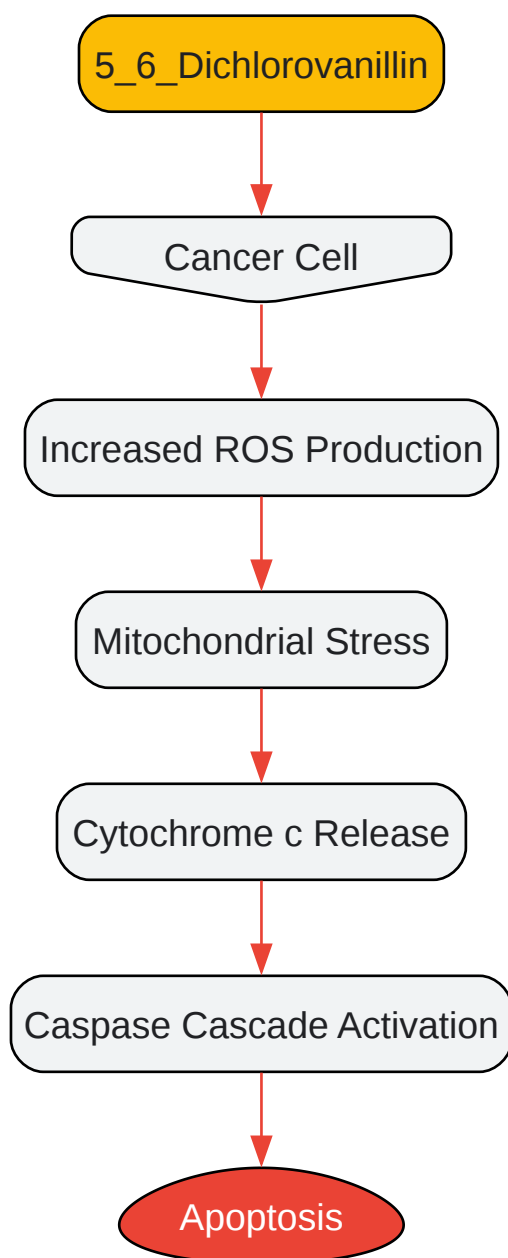 5_6_Dichlorovanillin
Cancer Cell
Increased ROS Production
Mitochondrial Stress
Cytochrome c Release
Caspase Cascade Activation
Apoptosis